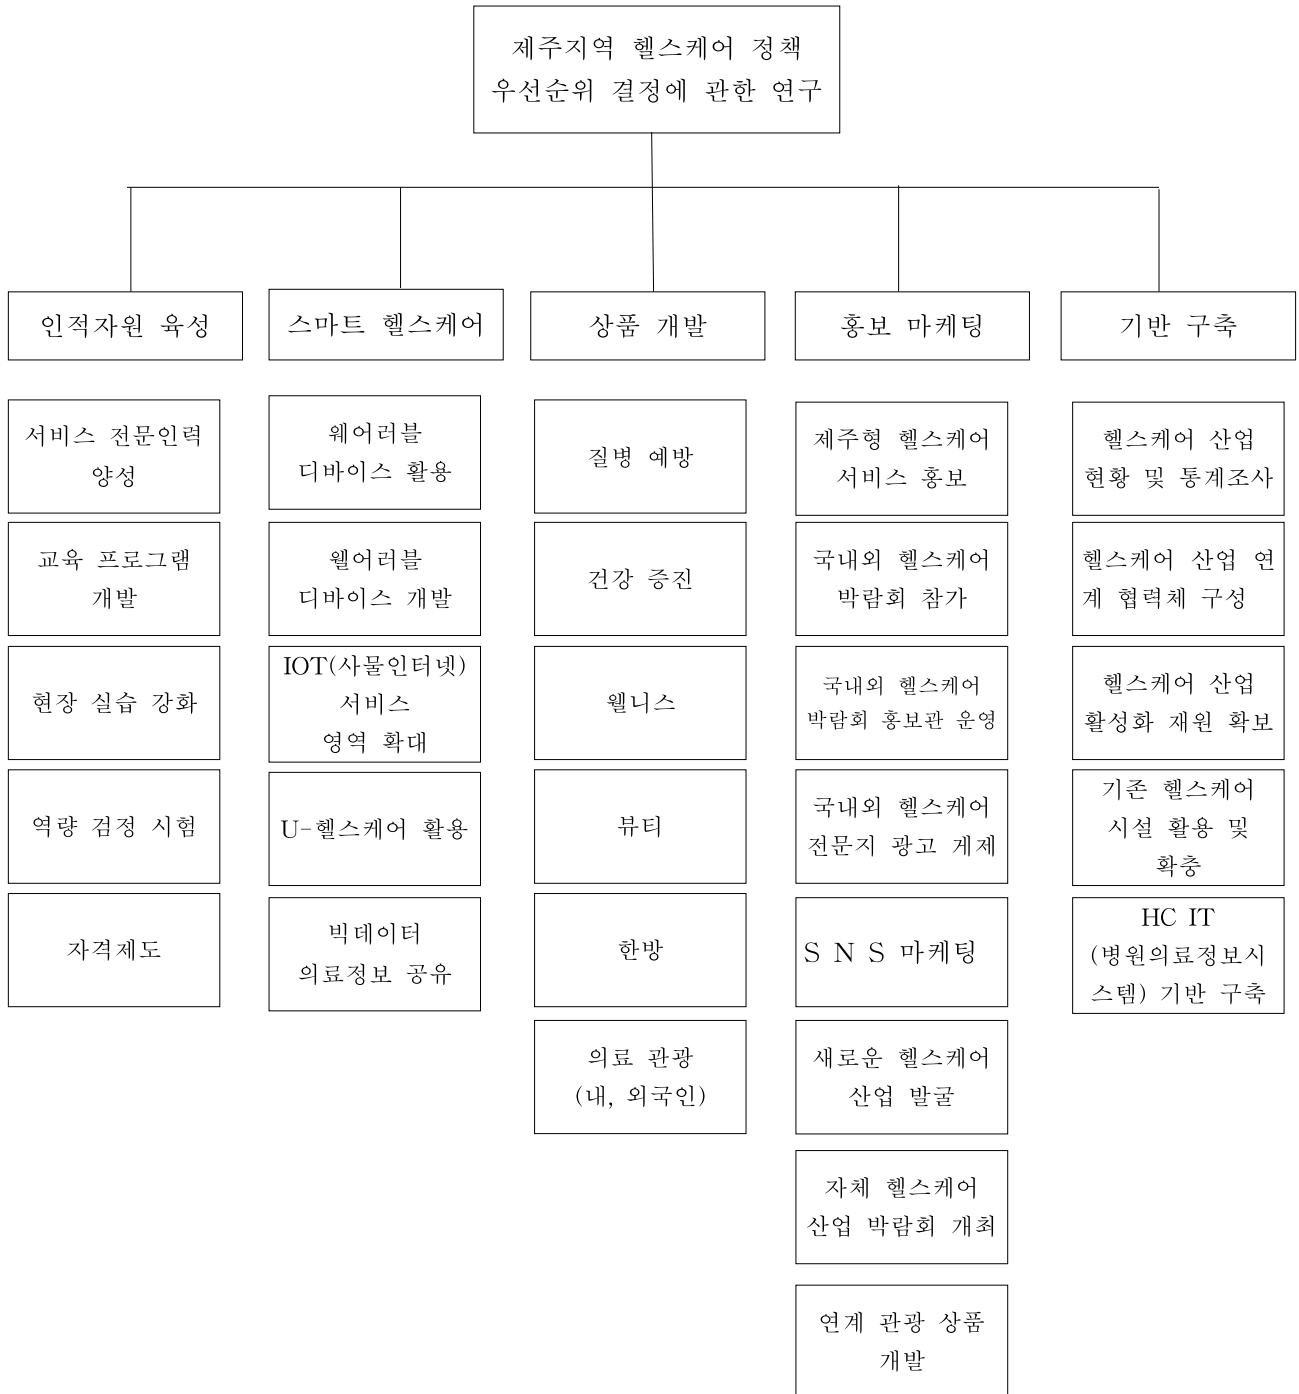 제주지역 헬스케어 정책
우선순위 결정에 관한 연구
인적자원 육성
스마트 헬스케어
상품 개발
홍보 마케팅
기반 구축
서비스 전문인력
양성
교육 프로그램
개발
현장 실습 강화
역량 검정 시험
자격제도
웨어러블
디바이스 활용
웰어러블
디바이스 개발
IOT(사물인터넷)
서비스
영역 확대
U-헬스케어 활용
빅데이터
의료정보 공유
질병 예방
건강 증진
웰니스
뷰티
한방
의료 관광
(내, 외국인)
제주형 헬스케어
서비스 홍보
국내외 헬스케어
박람회 참가
국내외 헬스케어
박람회 홍보관 운영
국내외 헬스케어
전문지 광고 게제
S N S 마케팅
새로운 헬스케어
산업 발굴
자체 헬스케어
산업 박람회 개최
연계 관광 상품
개발
헬스케어 산업
현황 및 통계조사
헬스케어 산업 연
계 협력체 구성
헬스케어 산업
활성화 재원 확보
기존 헬스케어
시설 활용 및
확충
HC IT
(병원의료정보시
스템) 기반 구축